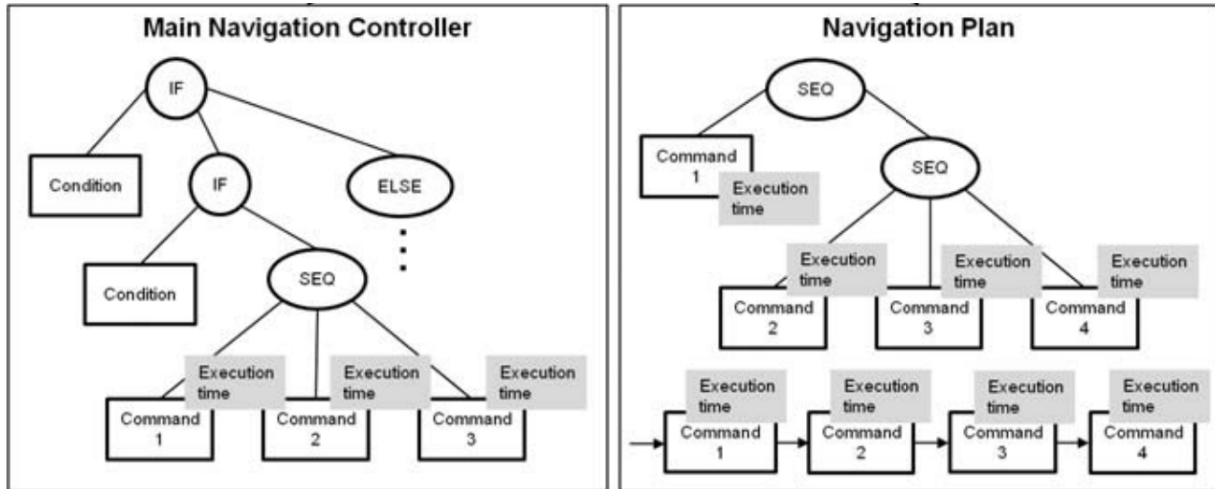 Main Navigation Controller
IF
Condition
IF
ELSE
Condition
SEQ
Execution
time
Execution
time
Execution
time
Command
1
Command
2
Command
3
Navigation Plan
SEQ
Command
1
Execution
time
SEQ
Execution
time
Execution
time
Execution
time
Command
2
Command
3
Command
4
Execution
time
Execution
time
Execution
time
Execution
time
Command
1
Command
2
Command
3
Command
4